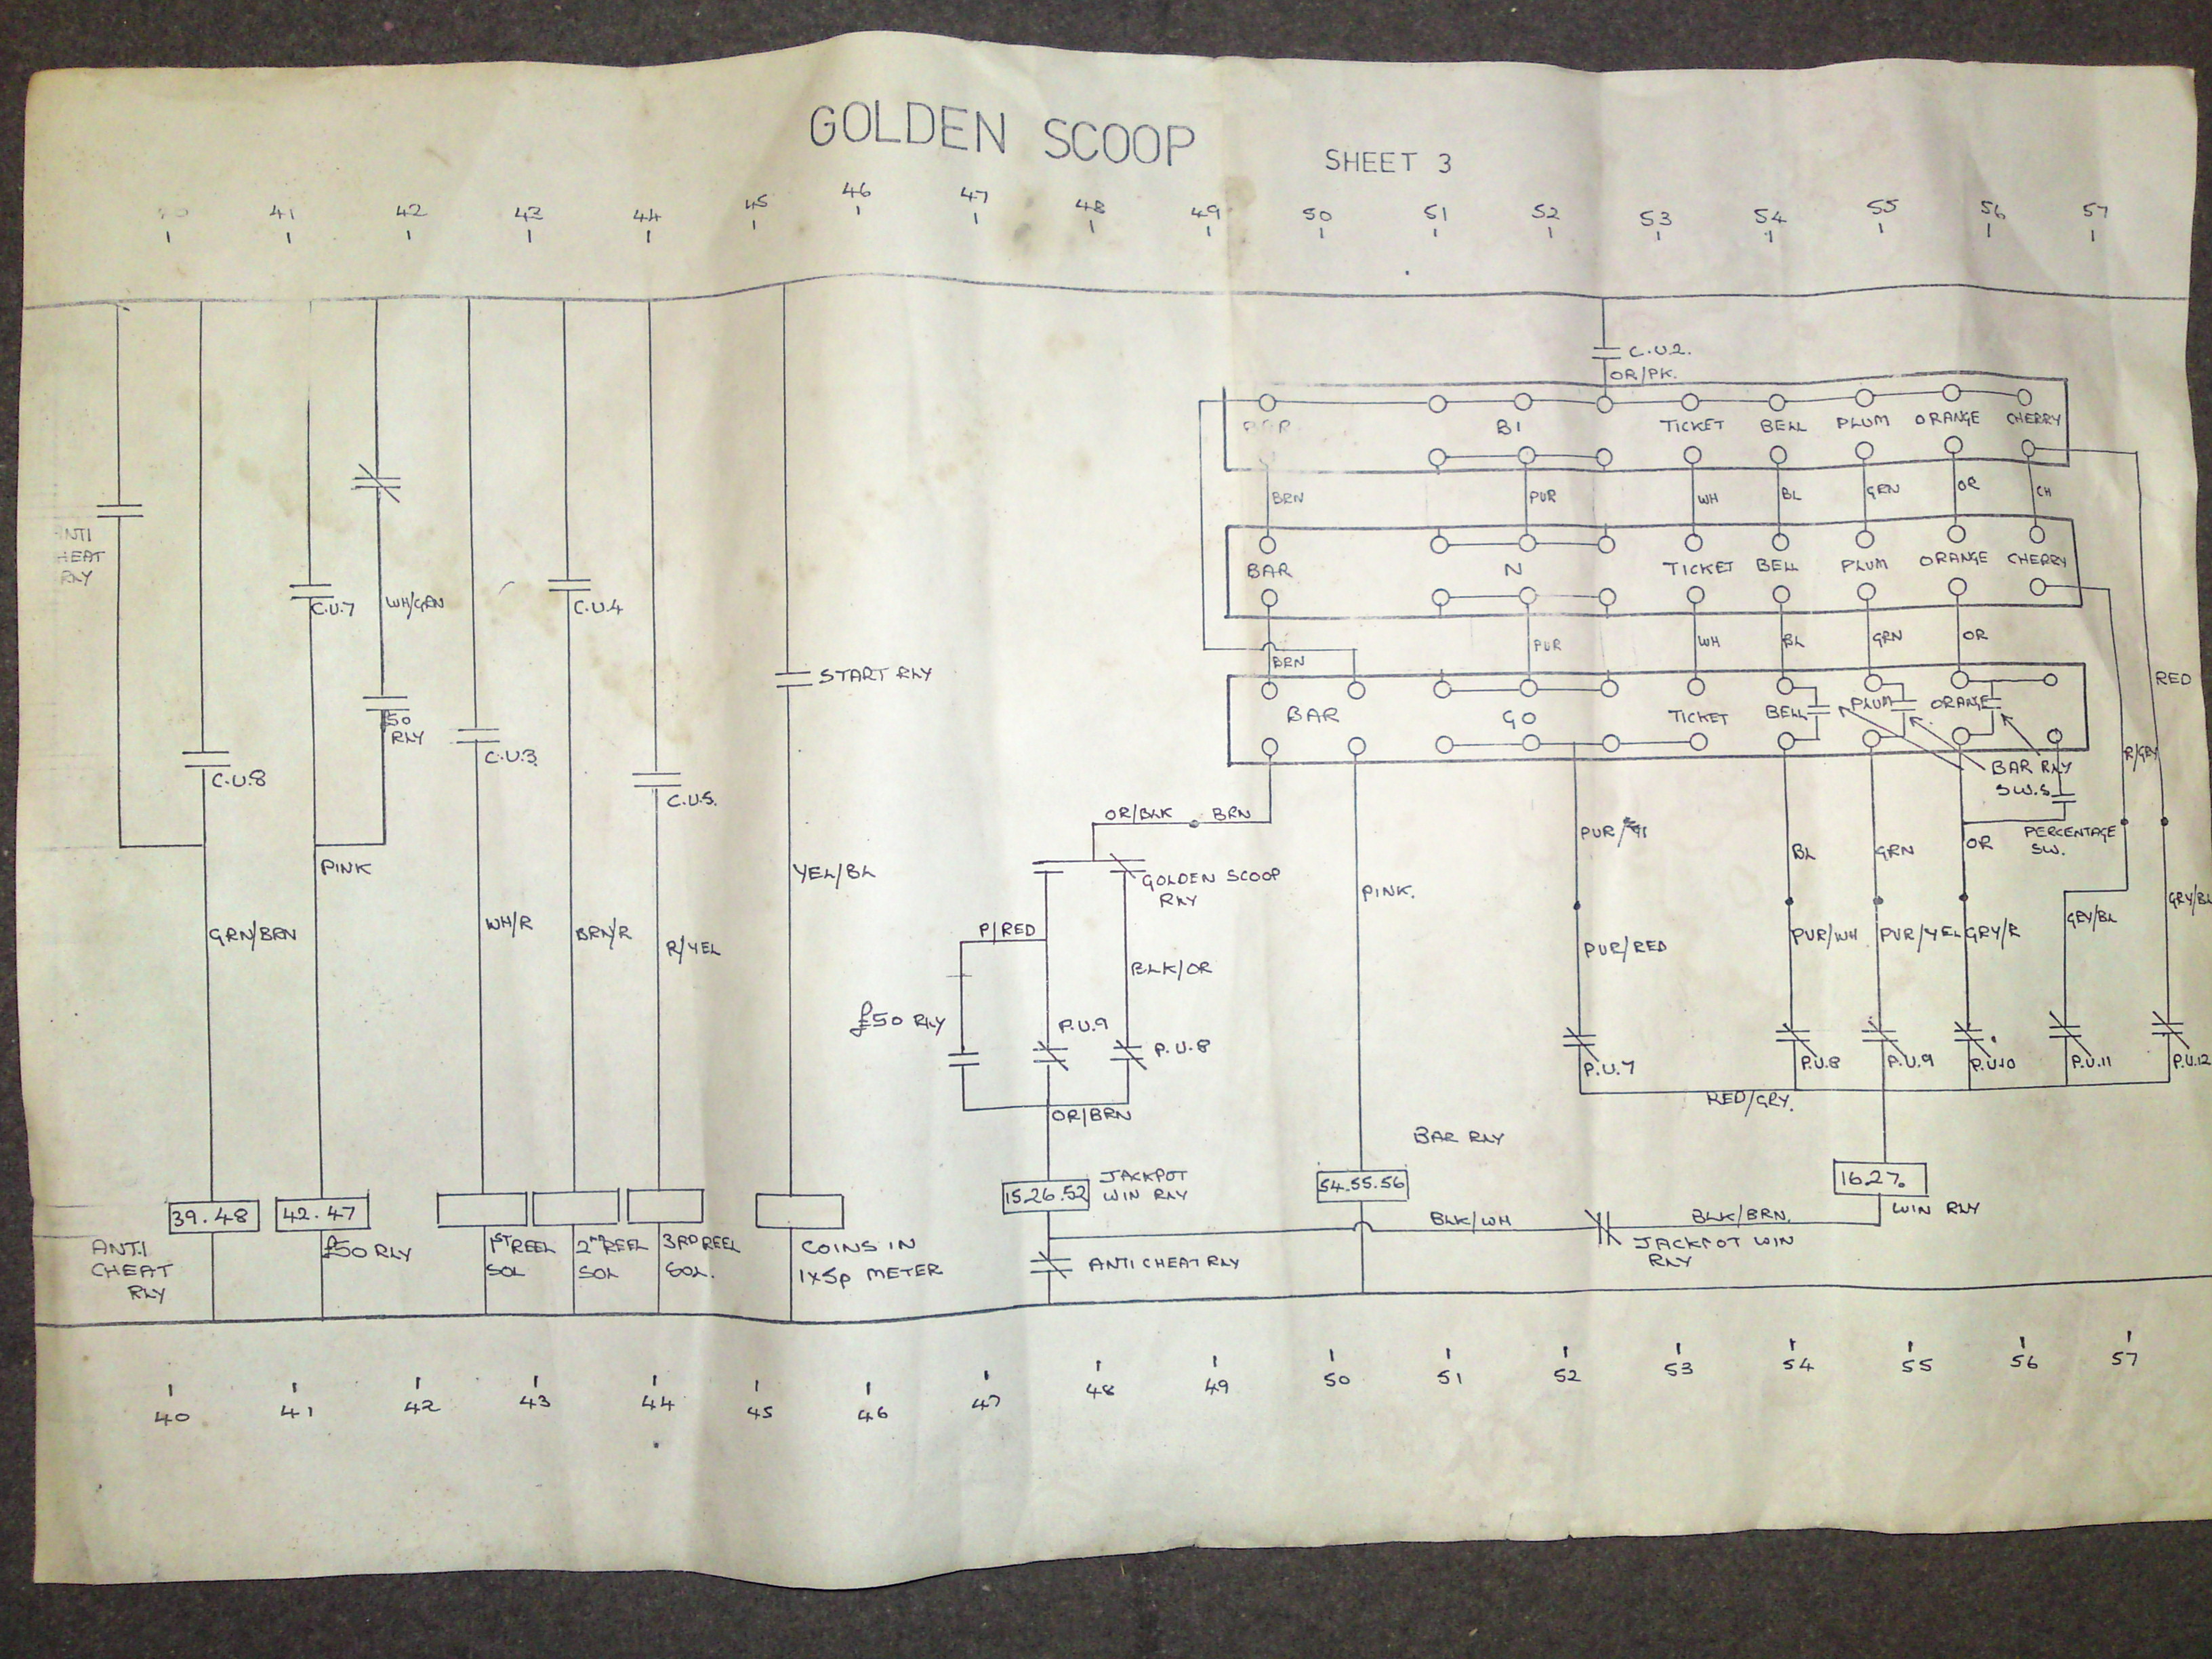 GOLDEN SCOOP
SHEET 3
41 42 43 44 45 46 47 48 49 50 51 52 53 54 55 56 57
C.U.2.
OR/PK.
BAR BI TICKET BELL PLUM ORANGE CHERRY
BRN PUR WH BL GRN OR CH
BAR N TICKET BELL PLUM ORANGE CHERRY
BRN PUR WH BL GRN OR
RED
BAR GO TICKET BELL PLUM ORANGE
BAR RLY
SW.S
R/GRY
PERCENTAGE
SW.
RLY
C.U.7
WH/GRN
C.U.4
£50
RLY
C.U.3
C.U.8
C.U.5.
START RLY
PINK
YEL/BL
GRN/BRN
WH/R
BRN/R
R/YEL
OR/BLK BRN
GOLDEN SCOOP
RLY
P/RED
BLK/OR
£50 RLY
P.U.9
P.U.8
OR/BRN
PINK.
BL
GRN
OR
PUR/RED
PUR/WH
PUR/YEL
GRY/R
GRY/BL
GRY/BL
P.U.7
P.U.8
P.U.9
P.U.10
P.U.11
P.U.12
RED/GRY.
BAR RLY
39.48
42.47
15.26.52
JACKPOT
WIN RLY
54.55.56
16.27.
WIN RLY
BLK/WH
BLK/BRN.
JACKPOT WIN
RLY
ANTI CHEAT RLY
ANTI
CHEAT
RLY
£50 RLY
1ST REEL
SOL
2ND REEL
SOL
3RD REEL
SOL.
COINS IN
1X5p METER
40 41 42 43 44 45 46 47 48 49 50 51 52 53 54 55 56 57